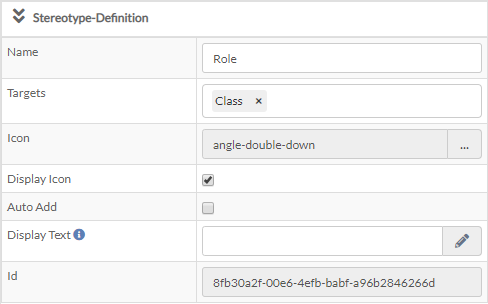 Stereotype-Definition
Name Role
Targets Class ×
Icon angle-double-down ...
Display Icon
Auto Add
Display Text
Id 8fb30a2f-00e6-4efb-babf-a96b2846266d